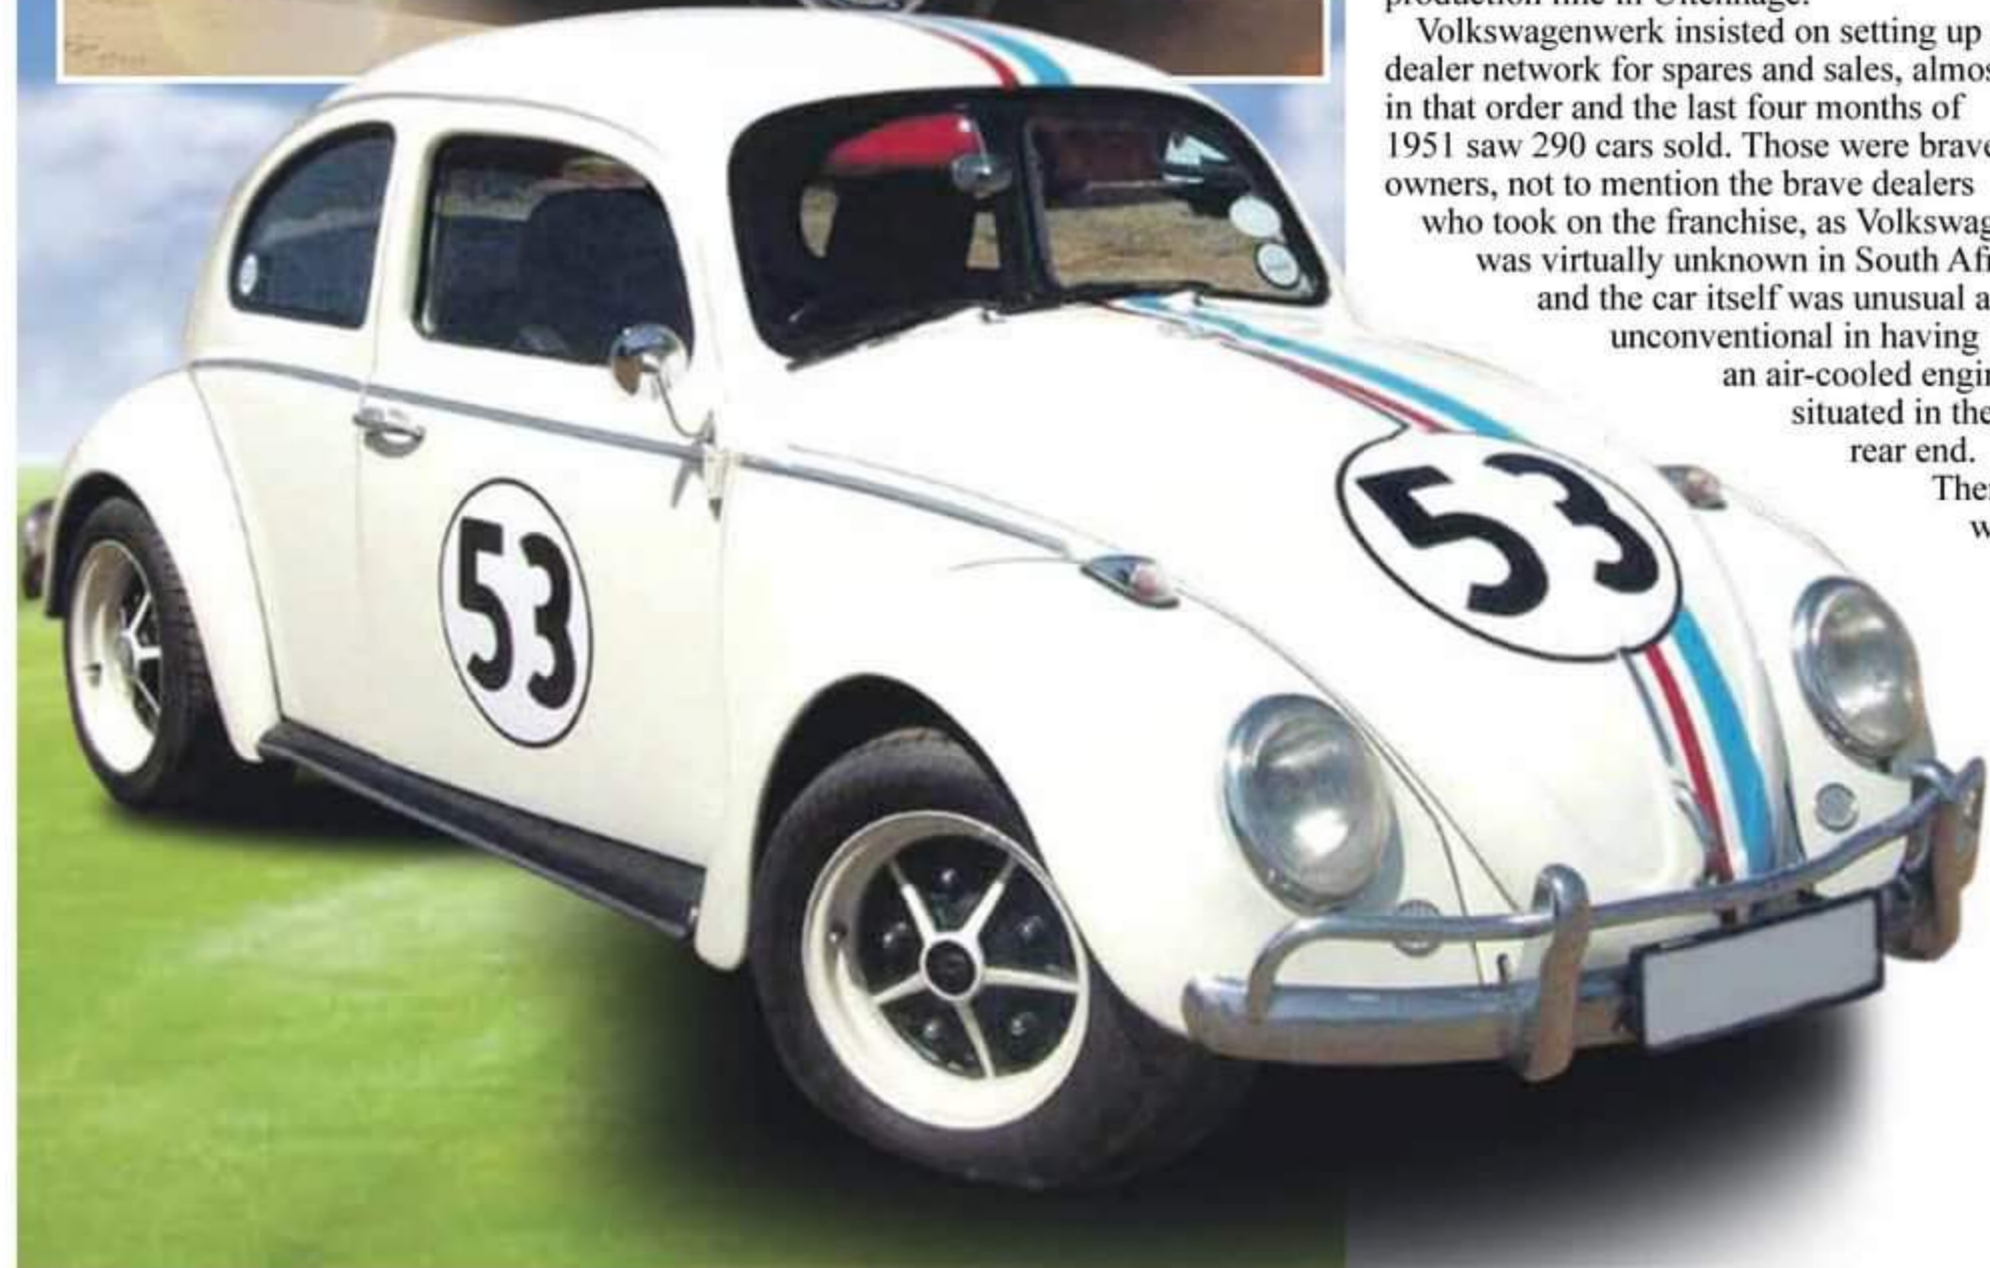 53
53
Volkswagenwerk insisted on setting up
dealer network for spares and sales,
in that order and the last four months of
1951 saw 290 cars sold. Those were brave
owners, not to mention the brave dealers
who took on the franchise, as
was virtually unknown in South
and the car itself was unusual
unconventional in having
an air-cooled
situated in the
rear end.